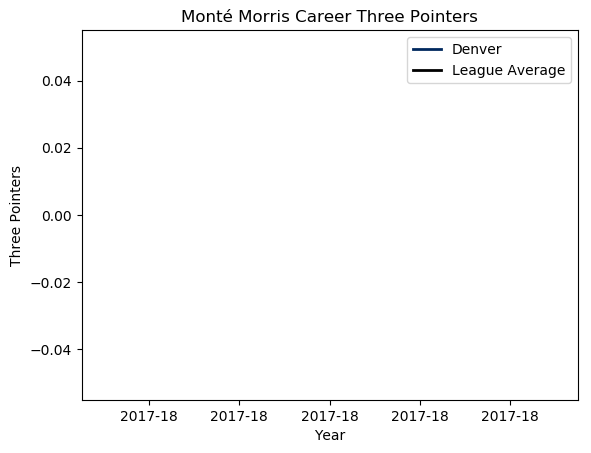 Monté Morris Career Three Pointers
Denver
League Average
0.04
0.02
0.00
−0.02
−0.04
Three Pointers
2017-18 2017-18 2017-18 2017-18 2017-18
Year